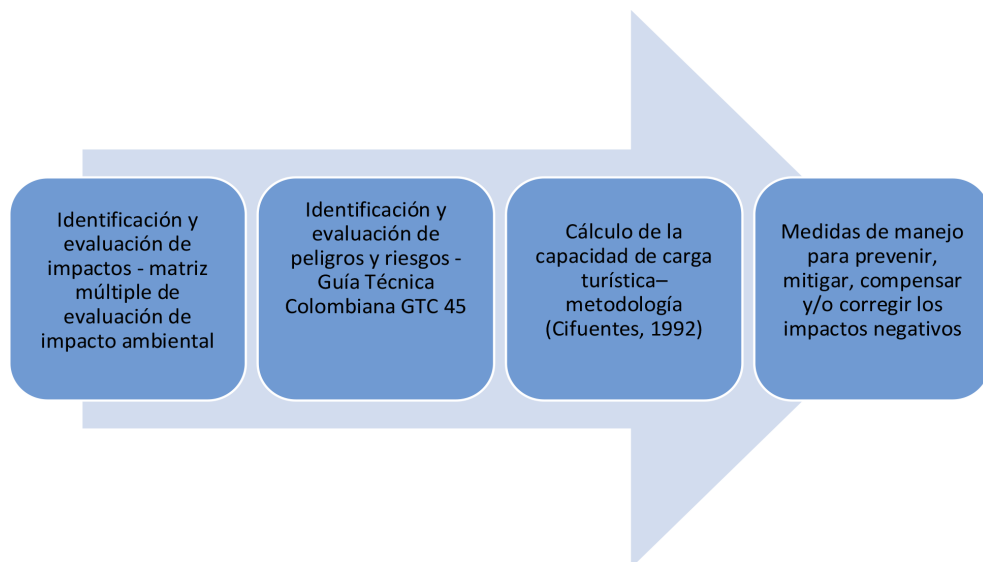 Identificación y
evaluación de
impactos - matriz
múltiple de
evaluación de
impacto ambiental
Identificación y
evaluación de
peligros y riesgos -
Guía Técnica
Colombiana GTC 45
Cálculo de la
capacidad de carga
turística–
metodología
(Cifuentes, 1992)
Medidas de manejo
para prevenir,
mitigar, compensar
y/o corregir los
impactos negativos